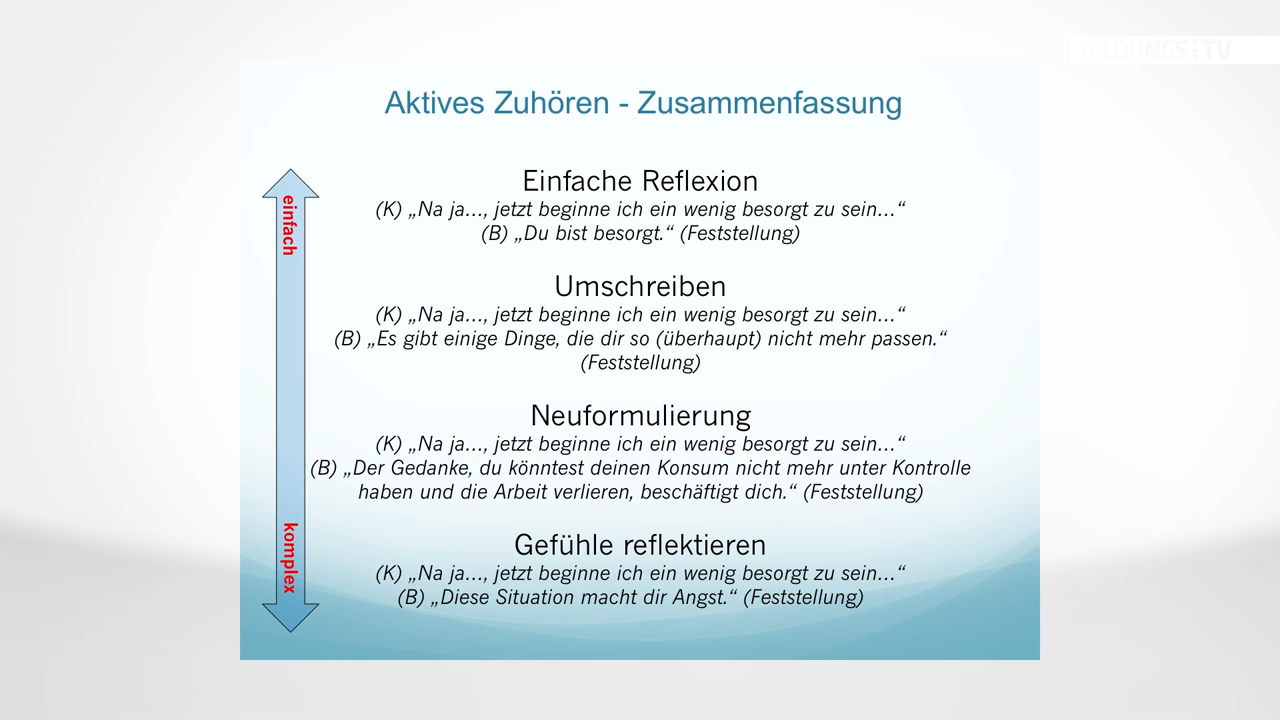 BILDUNGS:TV
Aktives Zuhören - Zusammenfassung
einfach
Einfache Reflexion
(K) „Na ja…, jetzt beginne ich ein wenig besorgt zu sein…“
(B) „Du bist besorgt.“ (Feststellung)
Umschreiben
(K) „Na ja…, jetzt beginne ich ein wenig besorgt zu sein…“
(B) „Es gibt einige Dinge, die dir so (überhaupt) nicht mehr passen.“
(Feststellung)
Neuformulierung
(K) „Na ja…, jetzt beginne ich ein wenig besorgt zu sein…“
(B) „Der Gedanke, du könntest deinen Konsum nicht mehr unter Kontrolle
haben und die Arbeit verlieren, beschäftigt dich.“ (Feststellung)
komplex
Gefühle reflektieren
(K) „Na ja…, jetzt beginne ich ein wenig besorgt zu sein…“
(B) „Diese Situation macht dir Angst.“ (Feststellung)